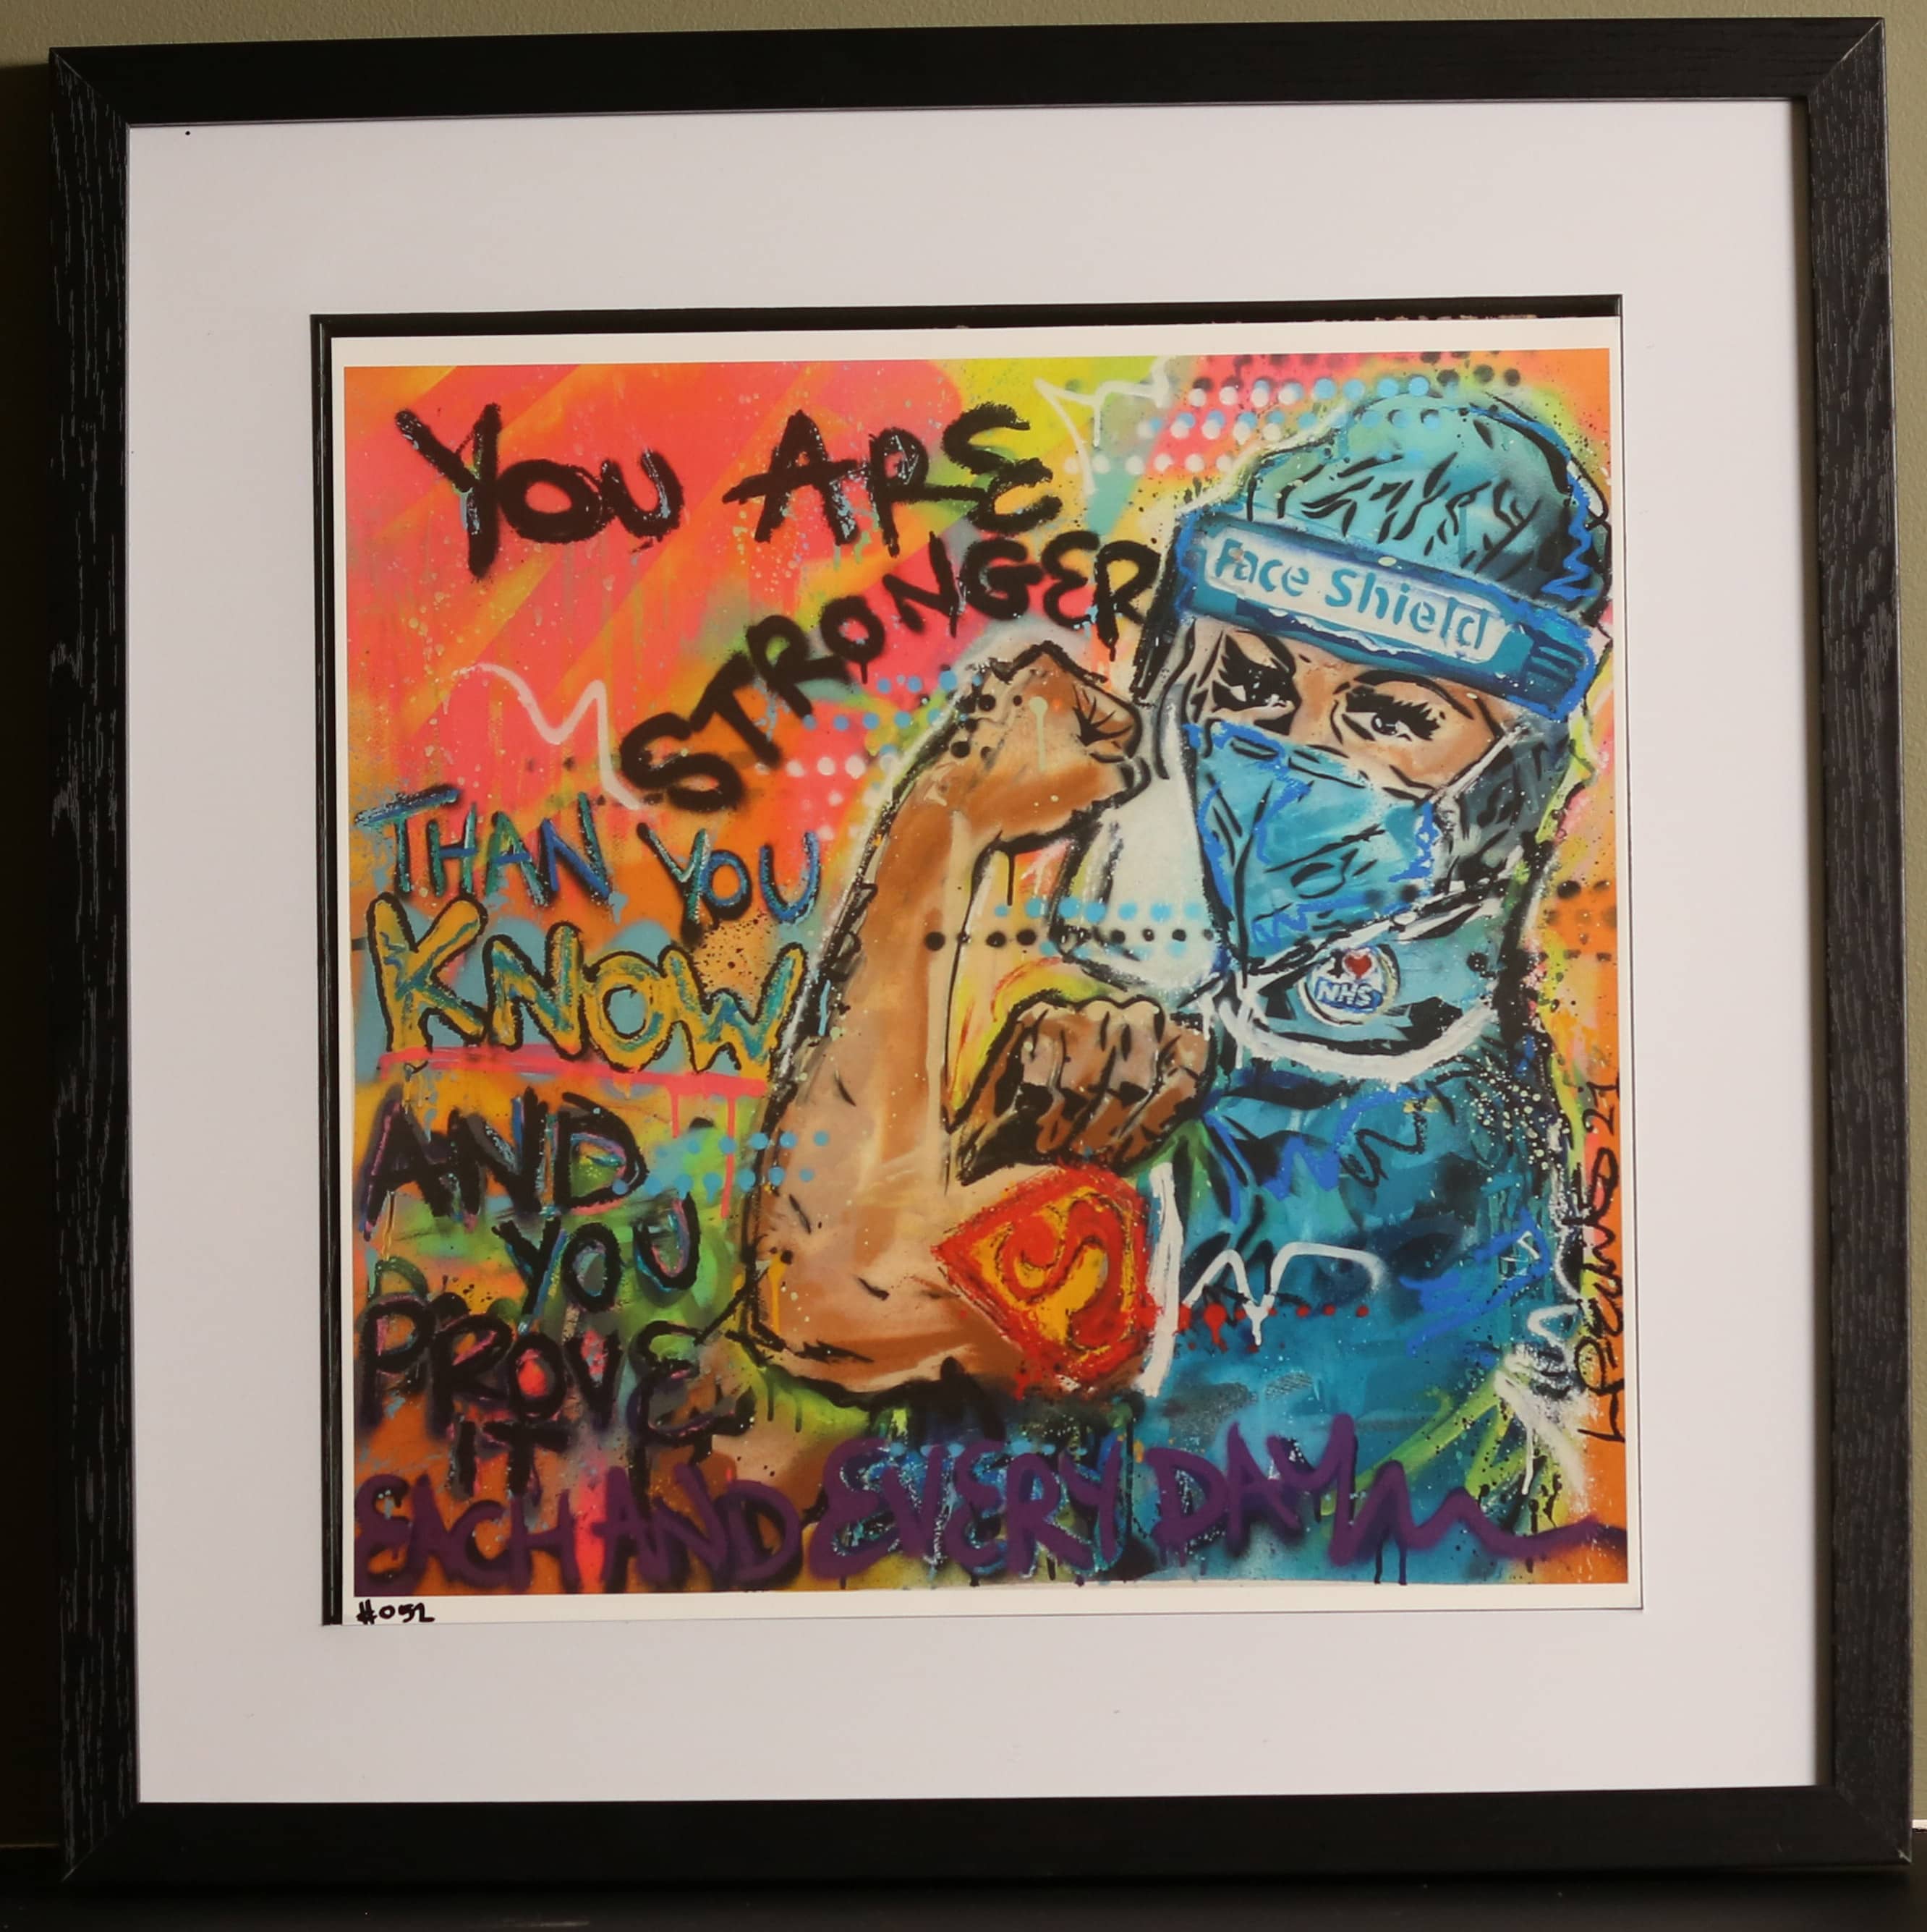 YOU ARE
STRONGER
THAN YOU
KNOW
AND
YOU
PROVE
IT
EACH AND EVERY DAY
Face Shield
I ♥
NHS
S
#052